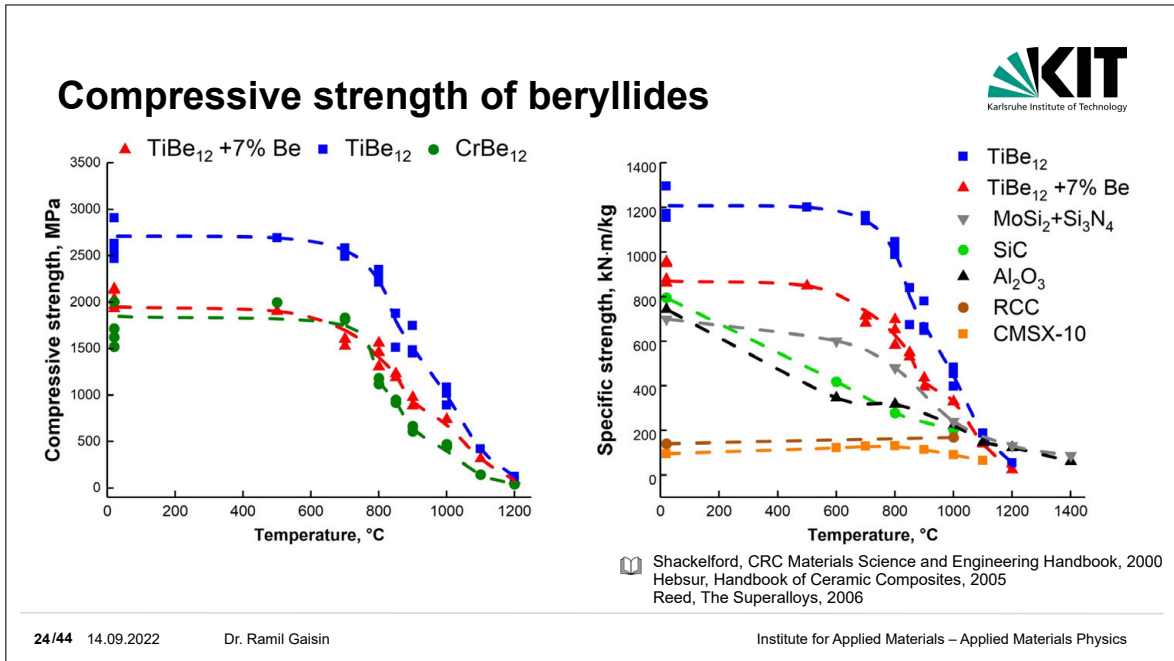 Compressive strength of beryllides
KIT
Karlsruhe Institute of Technology
TiBe₁₂ +7% Be TiBe₁₂ CrBe₁₂
Compressive strength, MPa
3500
3000
2500
2000
1500
1000
500
0
0 200 400 600 800 1000 1200
Temperature, °C
TiBe₁₂
TiBe₁₂ +7% Be
MoSi₂+Si₃N₄
SiC
Al₂O₃
RCC
CMSX-10
Specific strength, kN·m/kg
1400
1200
1000
800
600
400
200
0
0 200 400 600 800 1000 1200 1400
Temperature, °C
Shackelford, CRC Materials Science and Engineering Handbook, 2000
Hebsur, Handbook of Ceramic Composites, 2005
Reed, The Superalloys, 2006
24/44 14.09.2022 Dr. Ramil Gaisin Institute for Applied Materials – Applied Materials Physics